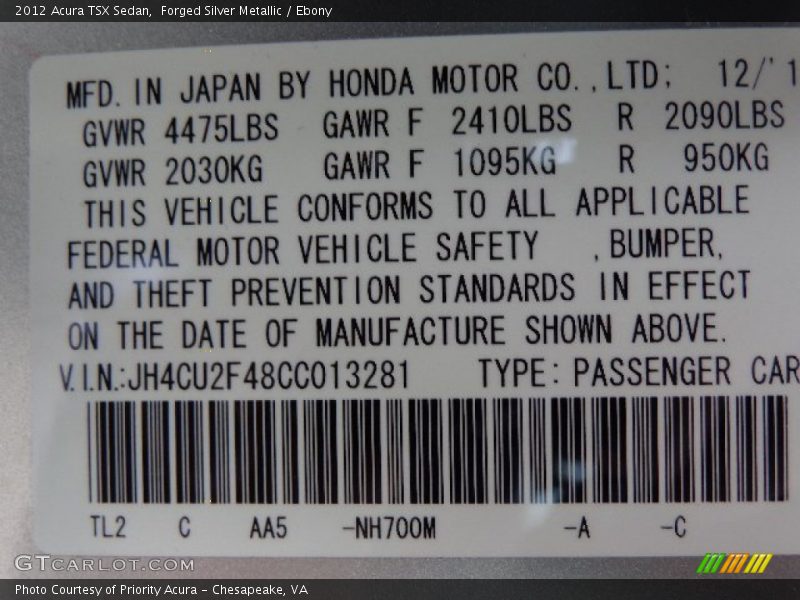 2012 Acura TSX Sedan, Forged Silver Metallic / Ebony
MFD. IN JAPAN BY HONDA MOTOR CO., LTD; 12/'1
GVWR 4475LBS GAWR F 2410LBS R 2090LBS
GVWR 2030KG GAWR F 1095KG R 950KG
THIS VEHICLE CONFORMS TO ALL APPLICABLE
FEDERAL MOTOR VEHICLE SAFETY , BUMPER,
AND THEFT PREVENTION STANDARDS IN EFFECT
ON THE DATE OF MANUFACTURE SHOWN ABOVE.
V.I.N.:JH4CU2F48CC013281 TYPE: PASSENGER CAR
TL2 C AA5 -NH700M -A -C
GTCARLOT.COM
Photo Courtesy of Priority Acura – Chesapeake, VA